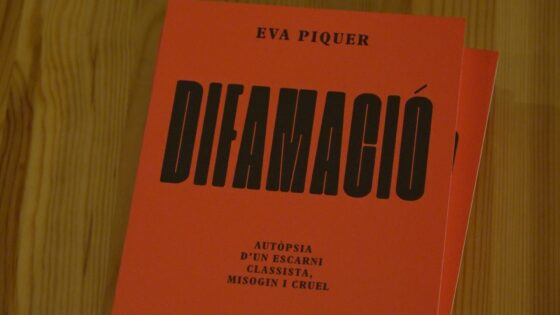 EVA PIQUER
DIFAMACIÓ
AUTÒPSIA
D'UN ESCARNI
CLASSISTA,
MISOGIN I CRUEL